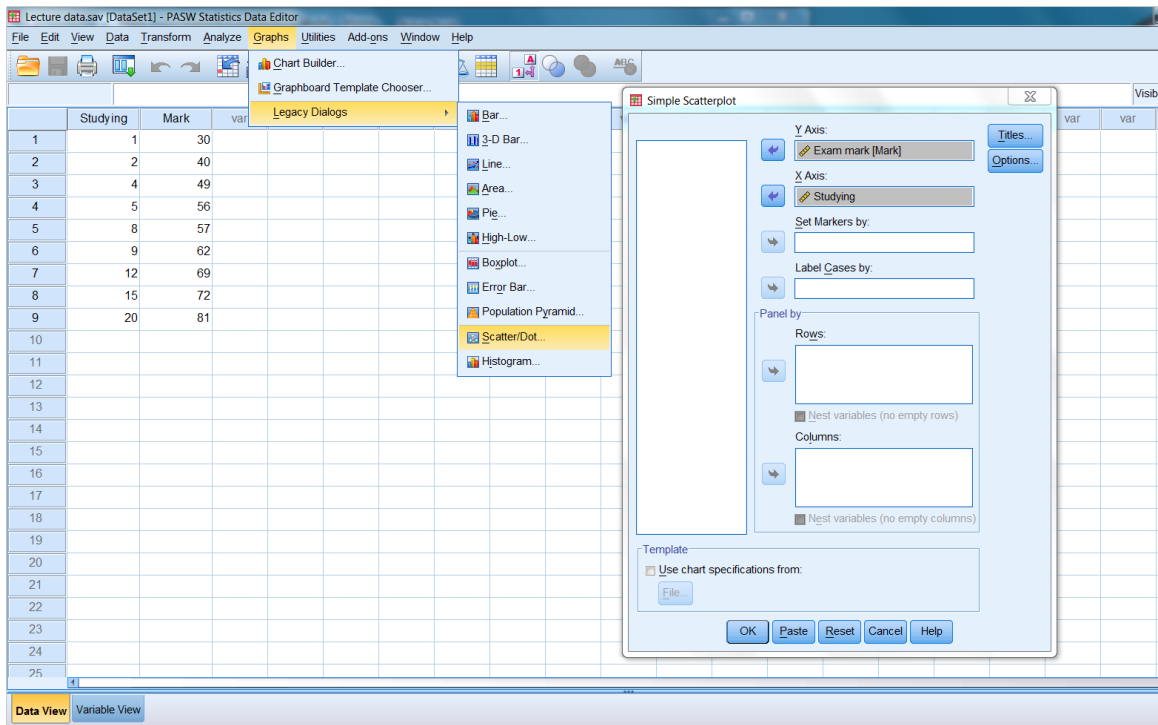 Lecture data.sav [DataSet1] - PASW Statistics Data Editor
File Edit View Data Transform Analyze Graphs Utilities Add-ons Window Help
Chart Builder...
Graphboard Template Chooser...
Legacy Dialogs
Bar...
3-D Bar...
Line...
Area...
Pie...
High-Low...
Boxplot...
Error Bar...
Population Pyramid...
Scatter/Dot...
Histogram...
Visib
Studying Mark var var var
1 1 30
2 2 40
3 4 49
4 5 56
5 8 57
6 9 62
7 12 69
8 15 72
9 20 81
10
11
12
13
14
15
16
17
18
19
20
21
22
23
24
25
Simple Scatterplot
Y Axis:
Exam mark [Mark]
X Axis:
Studying
Set Markers by:
Label Cases by:
Panel by
Rows:
Nest variables (no empty rows)
Columns:
Nest variables (no empty columns)
Titles...
Options...
Template
Use chart specifications from:
File...
OK Paste Reset Cancel Help
Data View Variable View